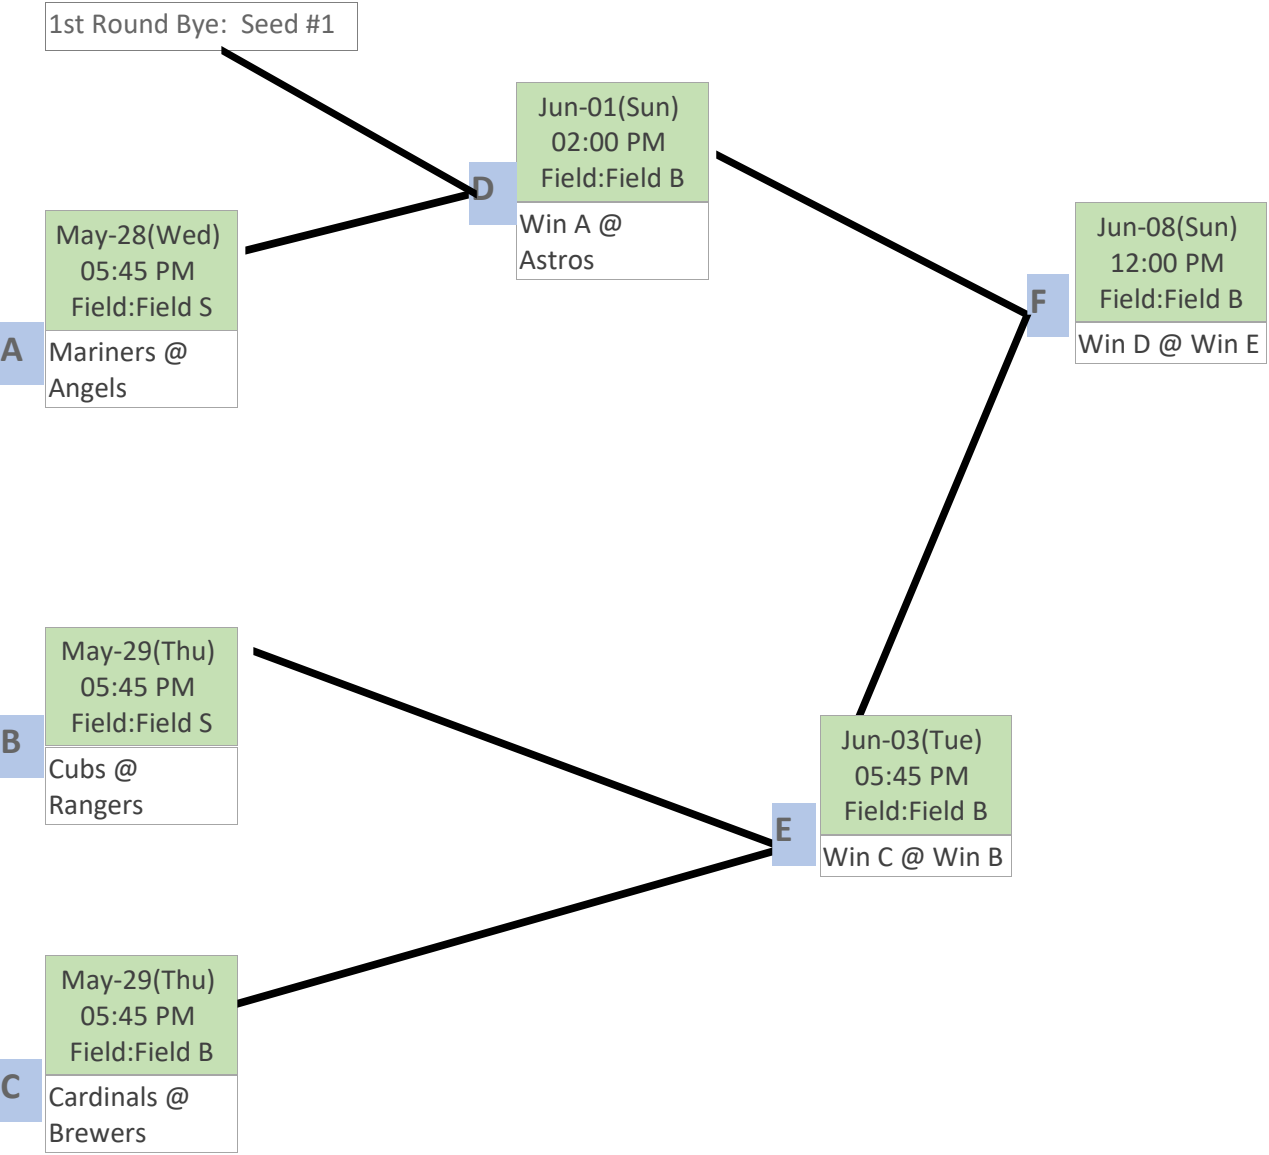 1st Round Bye:  Seed #1
Jun-01(Sun)
02:00 PM
Field:Field B
D
Win A @
Astros
May-28(Wed)
05:45 PM
Field:Field S
A
Mariners @
Angels
Jun-08(Sun)
12:00 PM
Field:Field B
F
Win D @ Win E
May-29(Thu)
05:45 PM
Field:Field S
B
Cubs @
Rangers
Jun-03(Tue)
05:45 PM
Field:Field B
E
Win C @ Win B
May-29(Thu)
05:45 PM
Field:Field B
C
Cardinals @
Brewers